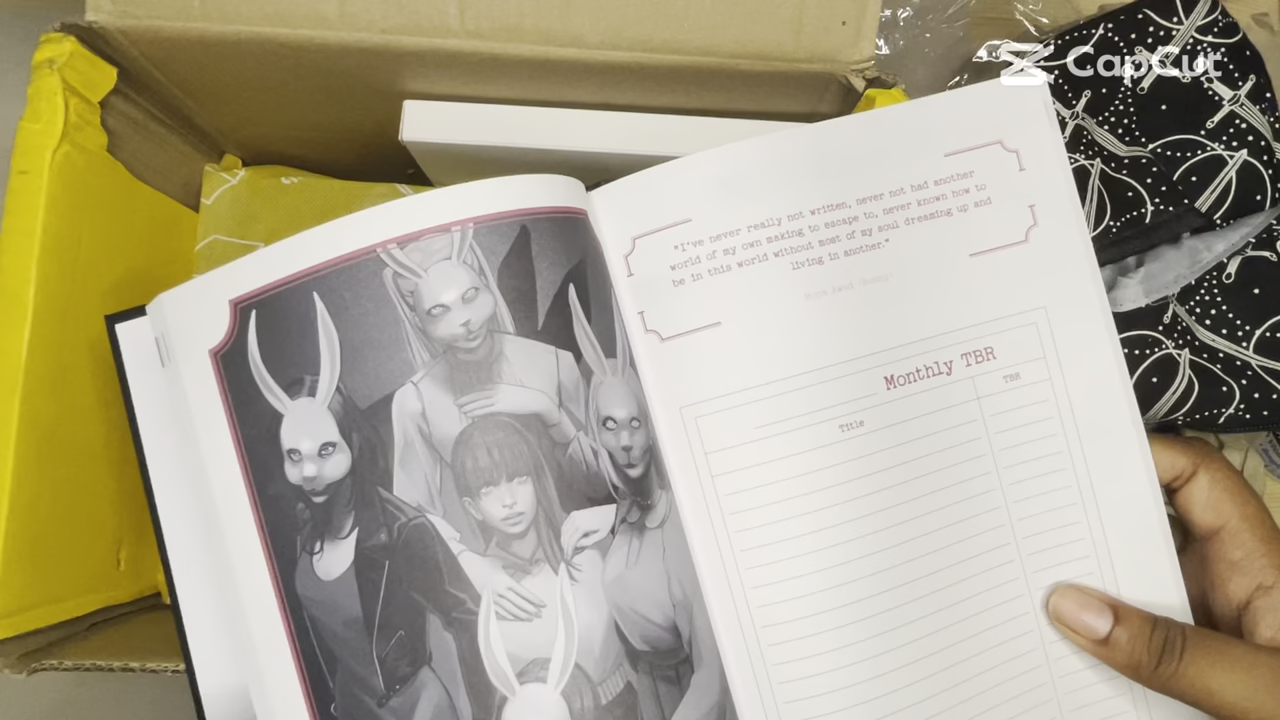 CapCut
"I've never really not written, never not had another
world of my own making to escape to, never known how to
be in this world without most of my soul dreaming up and
living in another."
Monthly TBR
Title
TBR